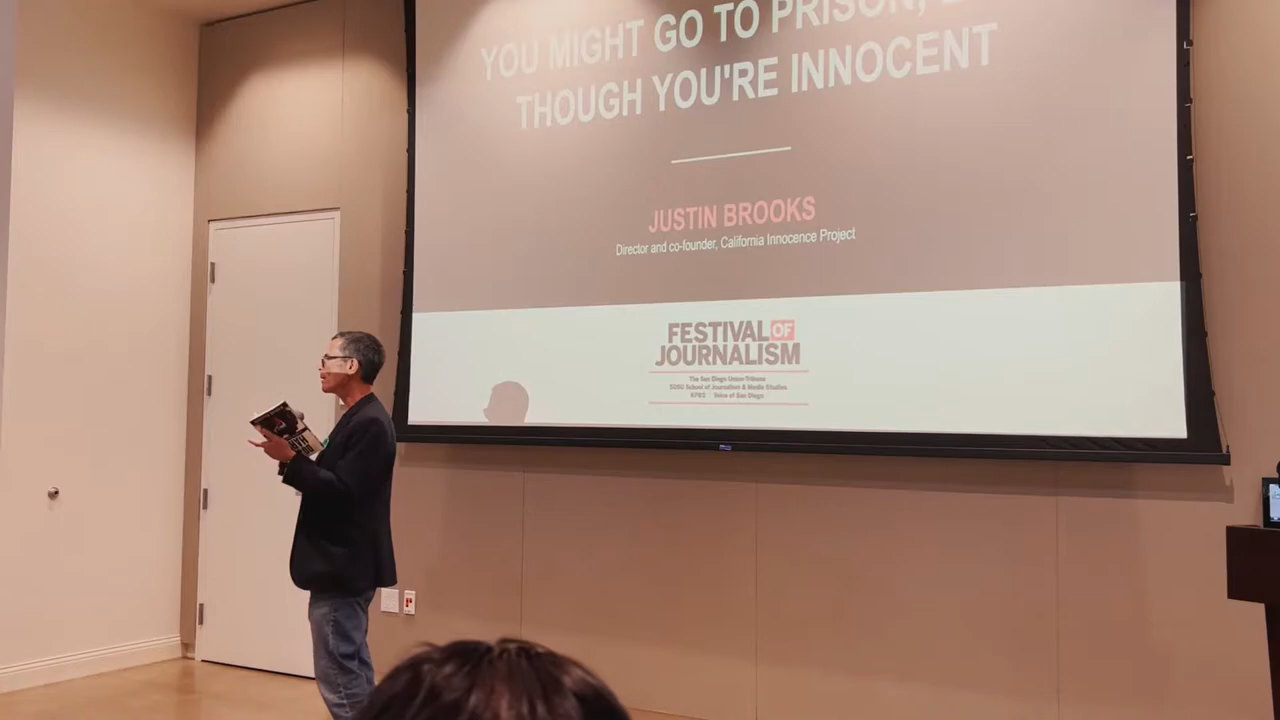 YOU MIGHT GO TO PRISON,
THOUGH YOU'RE INNOCENT
JUSTIN BROOKS
Director and co-founder, California Innocence Project
FESTIVAL OF
JOURNALISM
The San Diego Union-Tribune
SDSU School of Journalism & Media Studies
KPBS | Voice of San Diego